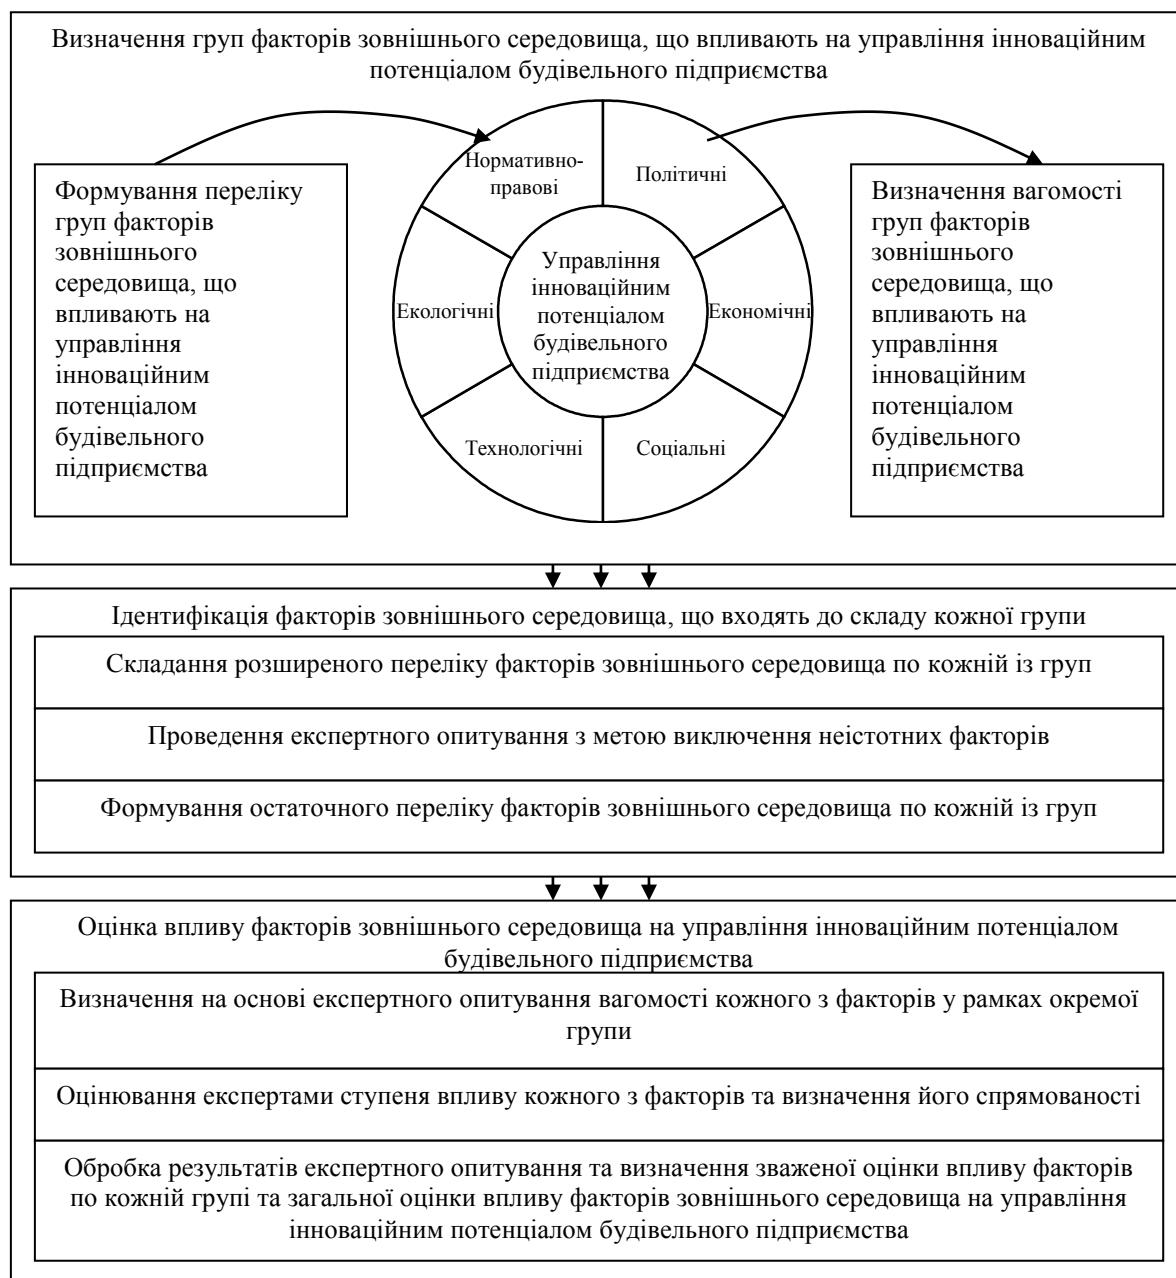 Визначення груп факторів зовнішнього середовища, що впливають на управління інноваційним
потенціалом будівельного підприємства
Формування переліку
груп факторів
зовнішнього
середовища, що
впливають на
управління
інноваційним
потенціалом
будівельного
підприємства
Нормативно-
правові
Політичні
Екологічні
Управління
інноваційним
потенціалом
будівельного
підприємства
Економічні
Технологічні
Соціальні
Визначення вагомості
груп факторів
зовнішнього
середовища, що
впливають на
управління
інноваційним
потенціалом
будівельного
підприємства
Ідентифікація факторів зовнішнього середовища, що входять до складу кожної групи
Складання розширеного переліку факторів зовнішнього середовища по кожній із груп
Проведення експертного опитування з метою виключення неістотних факторів
Формування остаточного переліку факторів зовнішнього середовища по кожній із груп
Оцінка впливу факторів зовнішнього середовища на управління інноваційним потенціалом
будівельного підприємства
Визначення на основі експертного опитування вагомості кожного з факторів у рамках окремої
групи
Оцінювання експертами ступеня впливу кожного з факторів та визначення його спрямованості
Обробка результатів експертного опитування та визначення зваженої оцінки впливу факторів
по кожній групі та загальної оцінки впливу факторів зовнішнього середовища на управління
інноваційним потенціалом будівельного підприємства